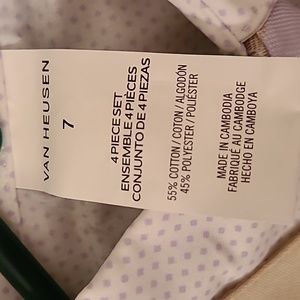 VAN HEUSEN
7
4 PIECE SET
ENSEMBLE 4 PIÈCES
CONJUNTO DE 4 PIEZAS
55% COTTON / COTON / ALGODÓN
45% POLYESTER / POLIÉSTER
MADE IN CAMBODIA
FABRIQUÉ AU CAMBODGE
HECHO EN CAMBOYA